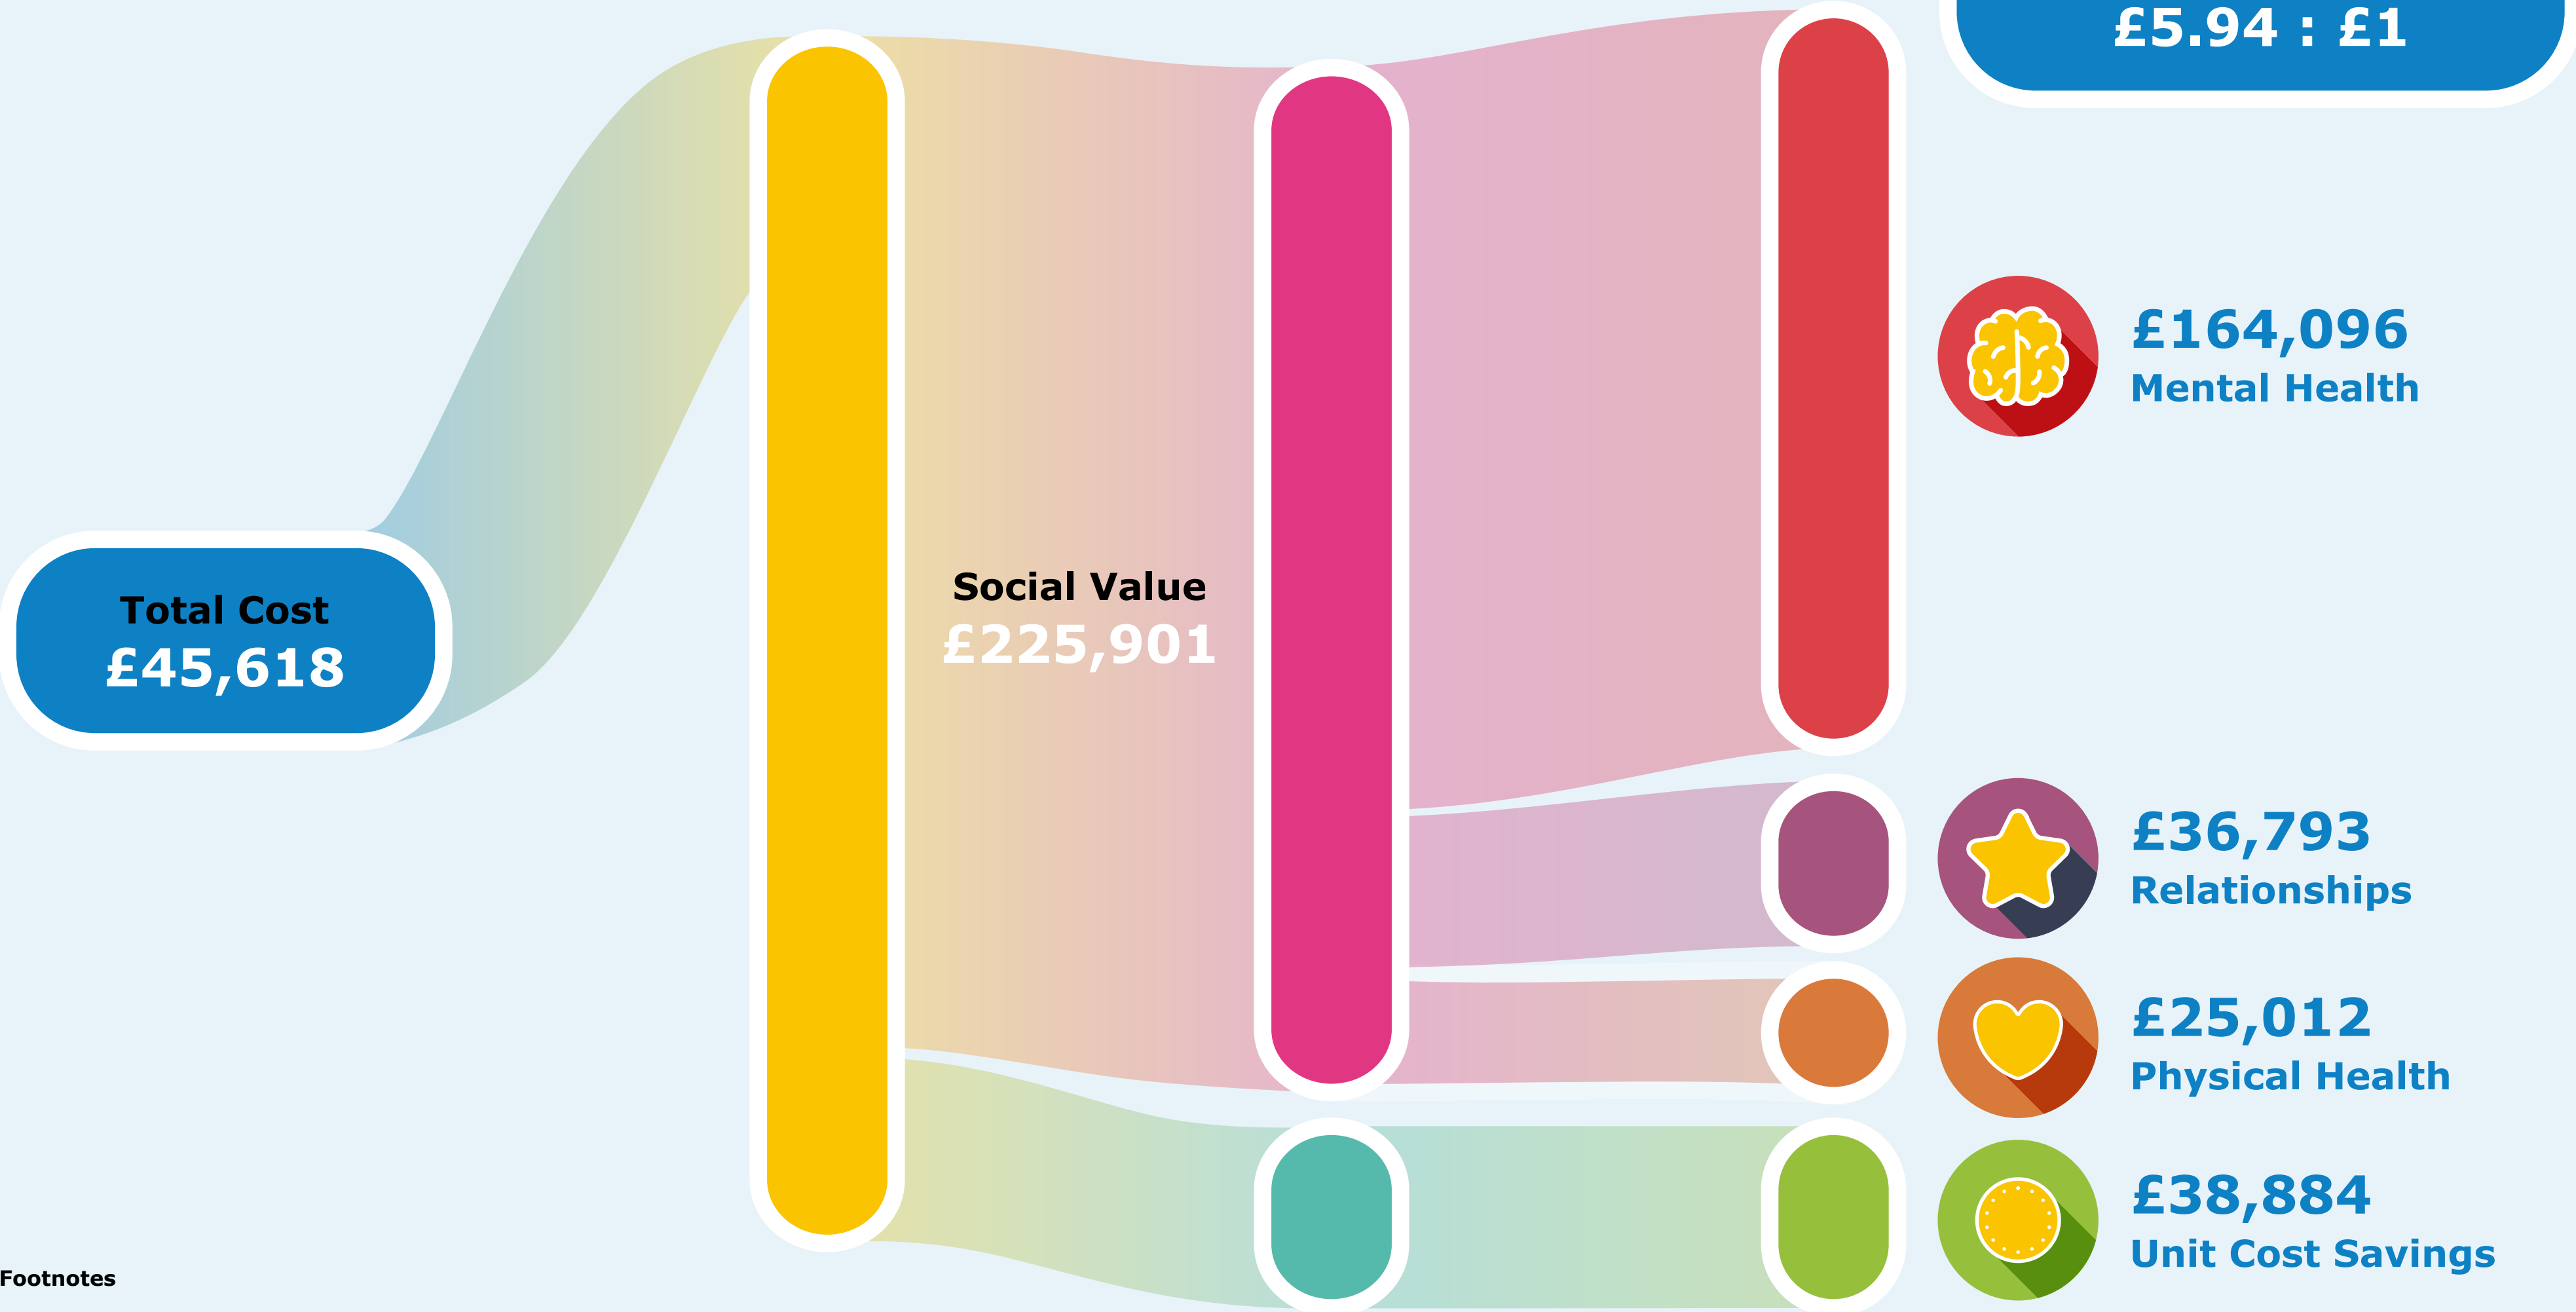 £5.94 : £1
£164,096
Mental Health
Total Cost
£45,618
Social Value
£225,901
£36,793
Relationships
£25,012
Physical Health
£38,884
Unit Cost Savings
Footnotes